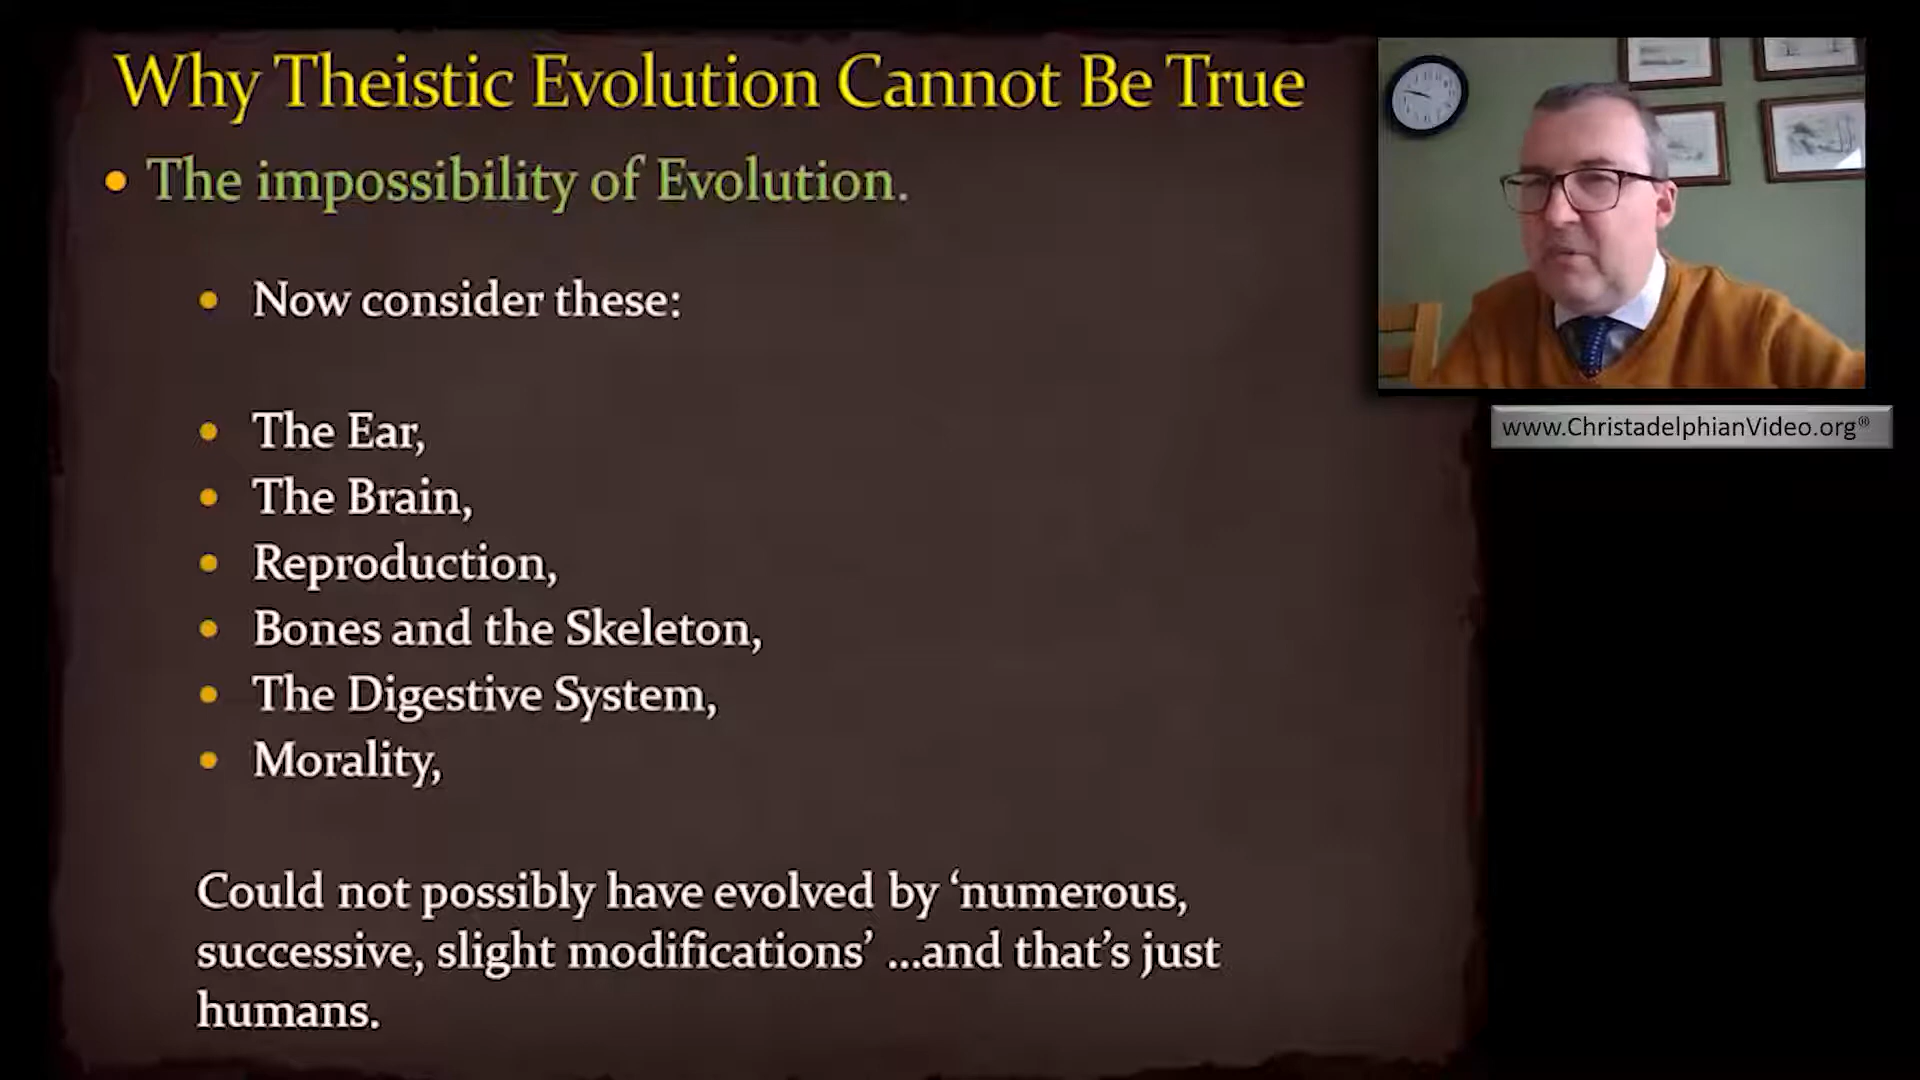 Why Theistic Evolution Cannot Be True
• The impossibility of Evolution.
• Now consider these:
• The Ear,
• The Brain,
• Reproduction,
• Bones and the Skeleton,
• The Digestive System,
• Morality,
Could not possibly have evolved by ‘numerous,
successive, slight modifications’ ...and that’s just
humans.
www.ChristadelphianVideo.org®